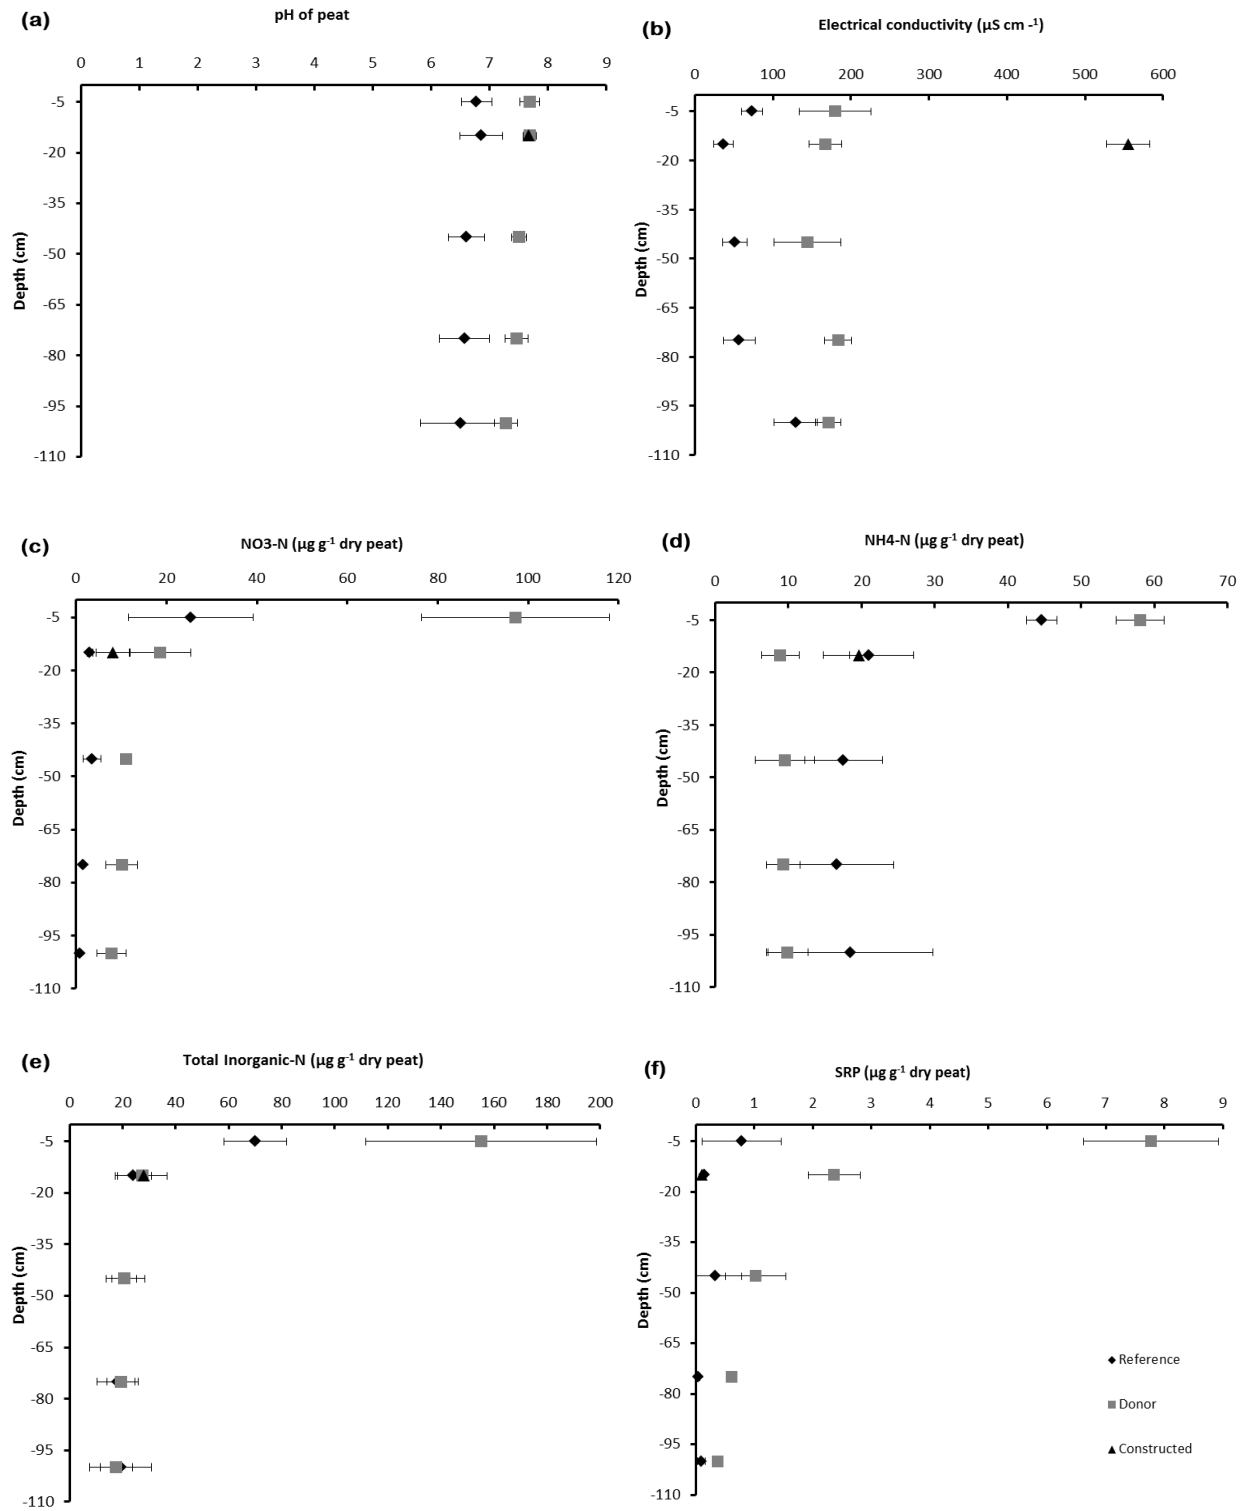 (a)
pH of peat
0 1 2 3 4 5 6 7 8 9
-5
-20
-35
-50
-65
-80
-95
-110
Depth (cm)
(b)
Electrical conductivity (µS cm -1)
0 100 200 300 400 500 600
-5
-20
-35
-50
-65
-80
-95
-110
Depth (cm)
(c)
NO3-N (µg g-1 dry peat)
0 20 40 60 80 100 120
-5
-20
-35
-50
-65
-80
-95
-110
Depth (cm)
(d)
NH4-N (µg g-1 dry peat)
0 10 20 30 40 50 60 70
-5
-20
-35
-50
-65
-80
-95
-110
Depth (cm)
(e)
Total Inorganic-N (µg g-1 dry peat)
0 20 40 60 80 100 120 140 160 180 200
-5
-20
-35
-50
-65
-80
-95
-110
Depth (cm)
(f)
SRP (µg g-1 dry peat)
0 1 2 3 4 5 6 7 8 9
-5
-20
-35
-50
-65
-80
-95
-110
Depth (cm)
Reference
Donor
Constructed